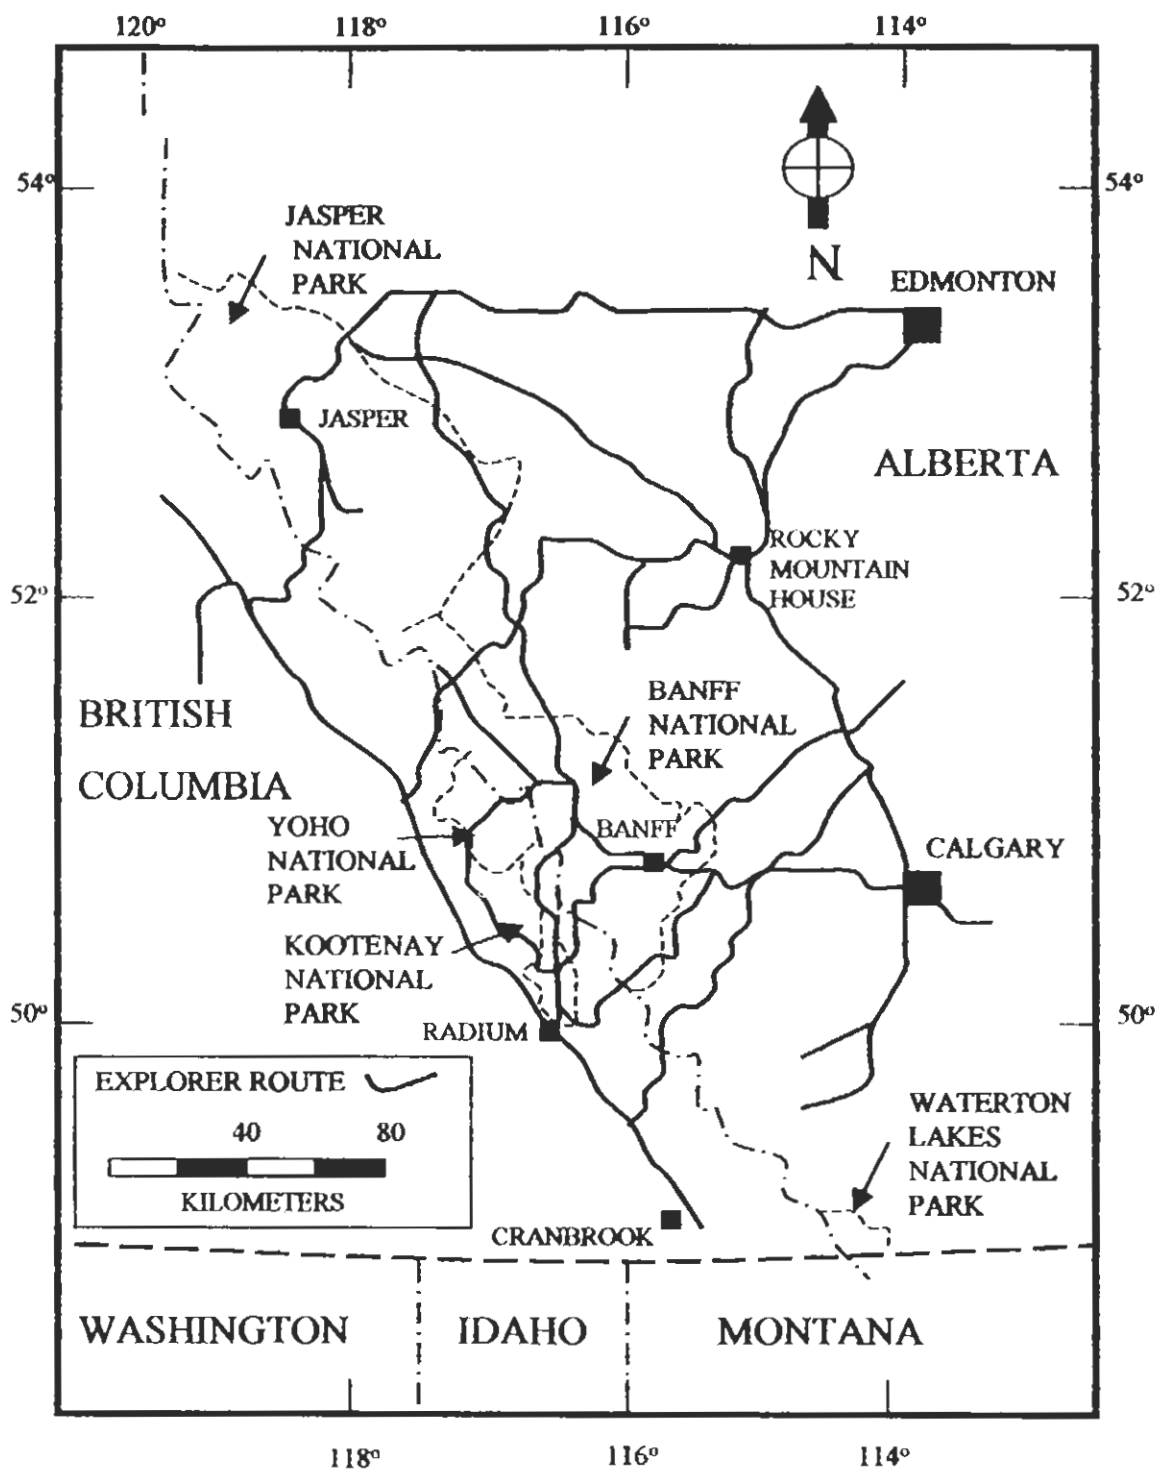 120° 118° 116° 114°
54° 54°
JASPER
NATIONAL
PARK
N
EDMONTON
JASPER
ALBERTA
ROCKY
MOUNTAIN
HOUSE
52° 52°
BRITISH
COLUMBIA
BANFF
NATIONAL
PARK
YOHO
NATIONAL
PARK
BANFF
CALGARY
KOOTENAY
NATIONAL
PARK
50° 50°
RADIUM
EXPLORER ROUTE
40 80
KILOMETERS
WATERTON
LAKES
NATIONAL
PARK
CRANBROOK
WASHINGTON IDAHO MONTANA
118° 116° 114°